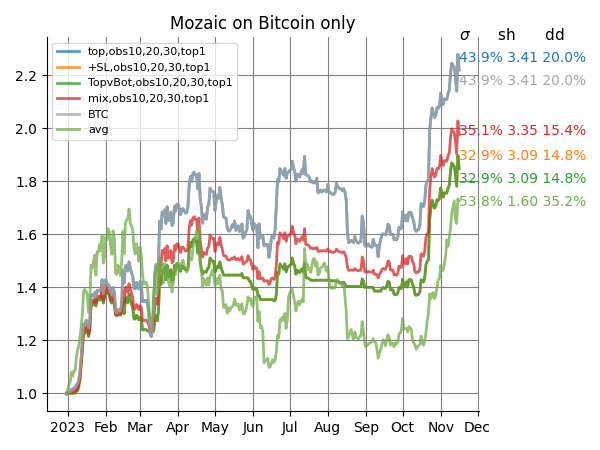 Mozaic on Bitcoin only
σ sh dd
top,obs10,20,30,top1
+SL,obs10,20,30,top1
TopvBot,obs10,20,30,top1
mix,obs10,20,30,top1
BTC
avg
43.9% 3.41 20.0%
43.9% 3.41 20.0%
35.1% 3.35 15.4%
32.9% 3.09 14.8%
32.9% 3.09 14.8%
53.8% 1.60 35.2%
2.2
2.0
1.8
1.6
1.4
1.2
1.0
2023 Feb Mar Apr May Jun Jul Aug Sep Oct Nov Dec